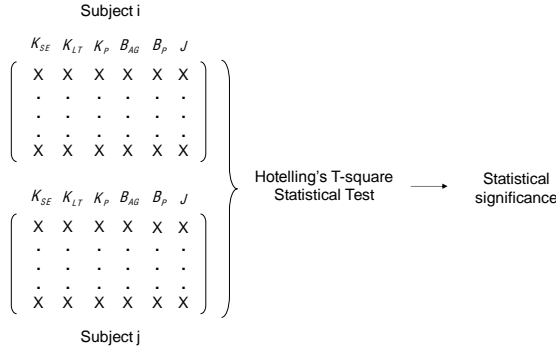 Subject i
K_SE K_LT K_P B_AG B_P J
X X X X X X
. . . . . .
. . . . . .
. . . . . .
X X X X X X
Hotelling's T-square
Statistical Test
Statistical
significance
K_SE K_LT K_P B_AG B_P J
X X X X X X
. . . . . .
. . . . . .
. . . . . .
X X X X X X
Subject j